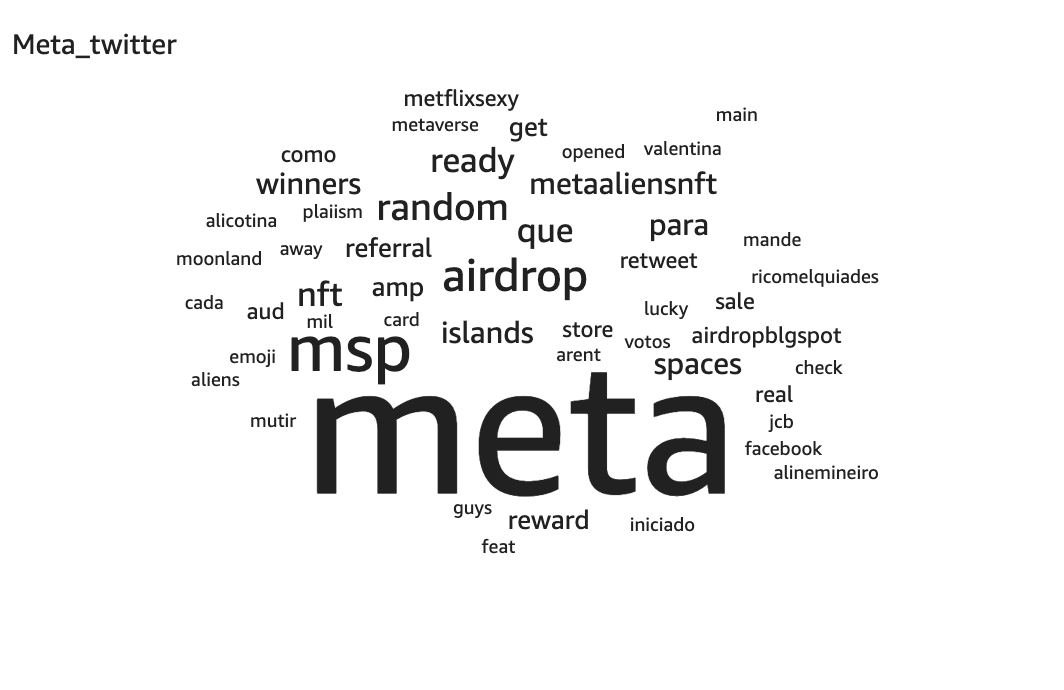 Meta_twitter
metflixsexy
main
metaverse get
como ready opened valentina
winners metaaliensnft
alicotina plaiism random que para
moonland away referral retweet mande
airdrop ricomelquiades
cada nft amp lucky sale
aud mil card islands store votos airdropblgspot
emoji msp arent spaces check
aliens real
mutir meta jcb
facebook
alinemineiro
guys reward iniciado
feat